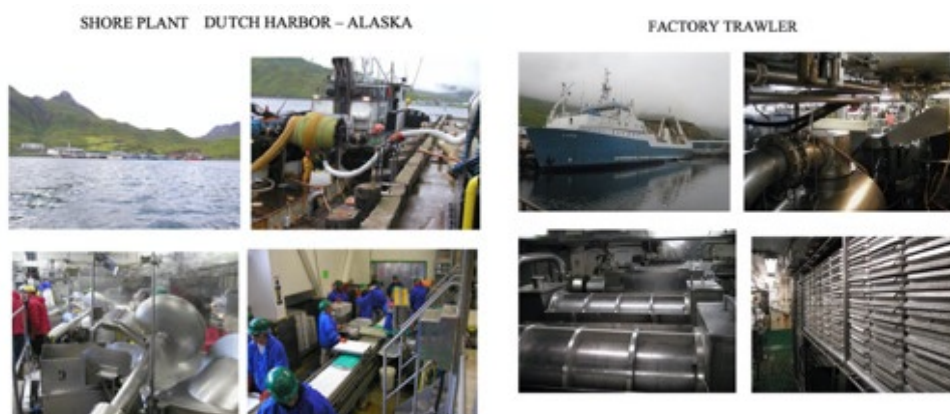 SHORE PLANT DUTCH HARBOR – ALASKA
FACTORY TRAWLER